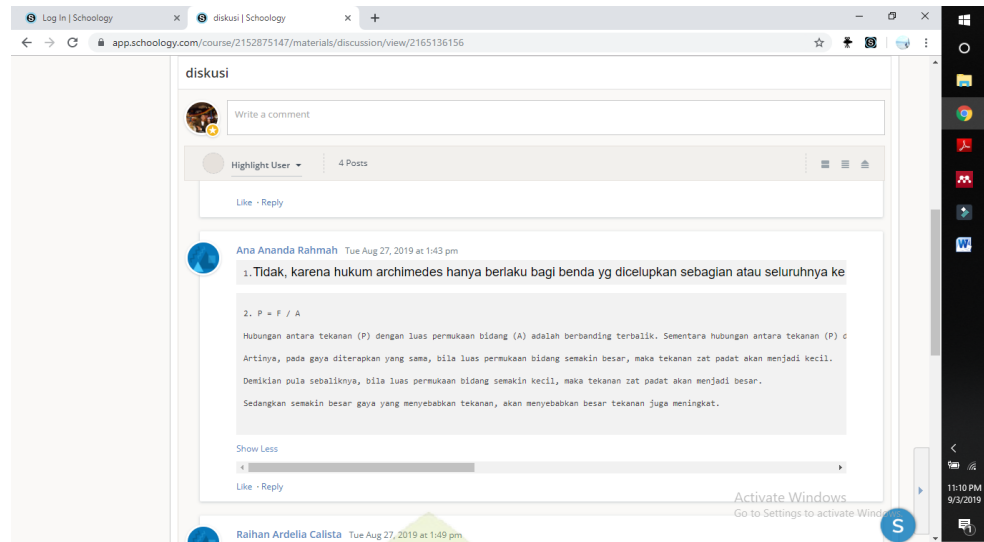 Log In | Schoology
diskusi | Schoology
app.schoology.com/course/2152875147/materials/discussion/view/2165136156
diskusi
Write a comment
Highlight User
4 Posts
Like · Reply
Ana Ananda Rahmah Tue Aug 27, 2019 at 1:43 pm
1.Tidak, karena hukum archimedes hanya berlaku bagi benda yg dicelupkan sebagian atau seluruhnya ke
2. P = F / A
Hubungan antara tekanan (P) dengan luas permukaan bidang (A) adalah berbanding terbalik. Sementara hubungan antara tekanan (P) d
Artinya, pada gaya diterapkan yang sama, bila luas permukaan bidang semakin besar, maka tekanan zat padat akan menjadi kecil.
Demikian pula sebaliknya, bila luas permukaan bidang semakin kecil, maka tekanan zat padat akan menjadi besar.
Sedangkan semakin besar gaya yang menyebabkan tekanan, akan menyebabkan besar tekanan juga meningkat.
Show Less
Like · Reply
Activate Windows
Go to Settings to activate Windows
Raihan Ardelia Calista Tue Aug 27, 2019 at 1:49 pm
S
11:10 PM
9/3/2019
1